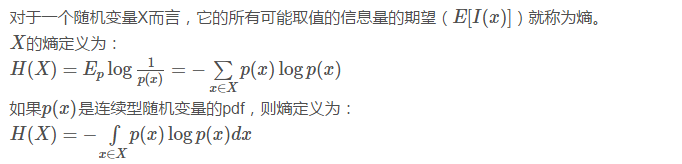 对于一个随机变量X而言，它的所有可能取值的信息量的期望（E[I(x)]）就称为熵。
X的熵定义为：
H(X) = E_p log \frac{1}{p(x)} = − \sum_{x∈X} p(x) log p(x)
如果p(x)是连续型随机变量的pdf，则熵定义为：
H(X) = − \int_{x∈X} p(x) log p(x)dx